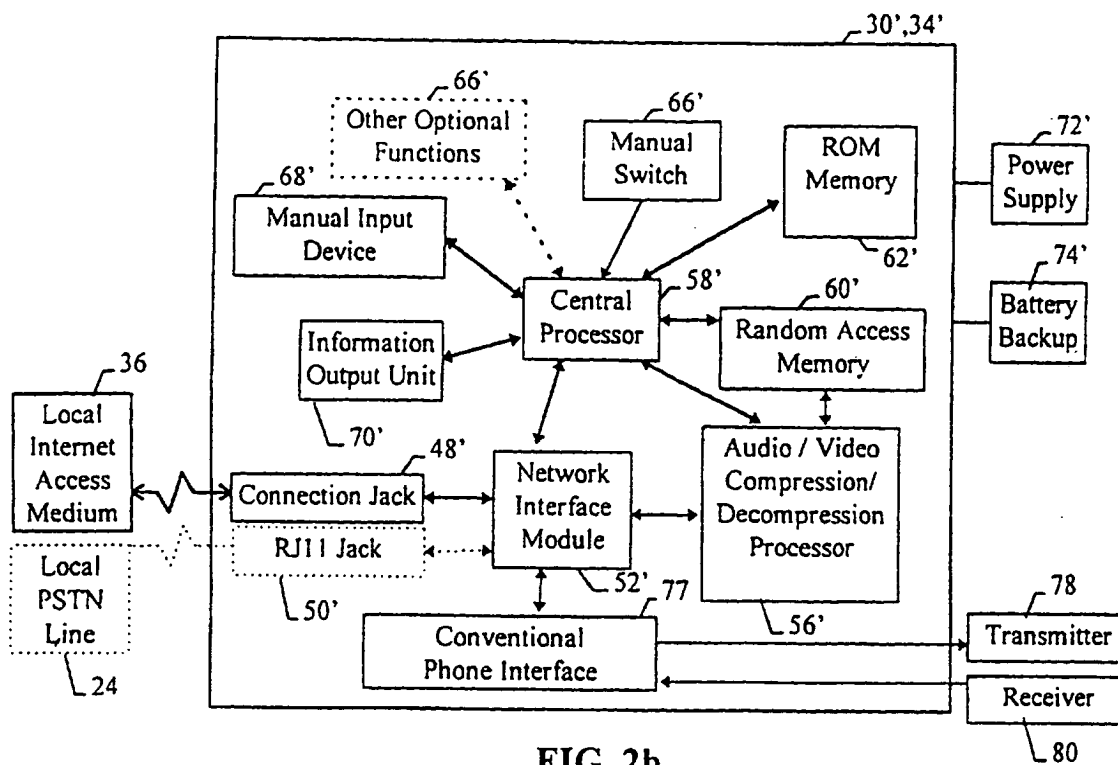 30',34'
66'
Other Optional
Functions
66'
Manual
Switch
ROM
Memory
62'
72'
Power
Supply
68'
Manual Input
Device
74'
Battery
Backup
Central
Processor
58'
60'
Random Access
Memory
Information
Output Unit
70'
36
Local
Internet
Access
Medium
48'
Connection Jack
RJ11 Jack
50'
Network
Interface
Module
52'
Audio / Video
Compression/
Decompression
Processor
56'
Local
PSTN
Line
24
77
Conventional
Phone Interface
78
Transmitter
Receiver
80
FIG. 2b